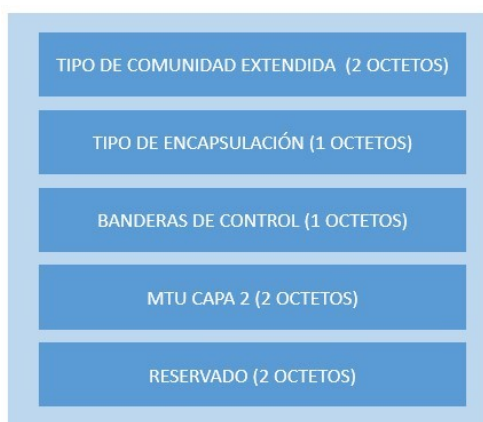 TIPO DE COMUNIDAD EXTENDIDA (2 OCTETOS)
TIPO DE ENCAPSULACIÓN (1 OCTETOS)
BANDERAS DE CONTROL (1 OCTETOS)
MTU CAPA 2 (2 OCTETOS)
RESERVADO (2 OCTETOS)